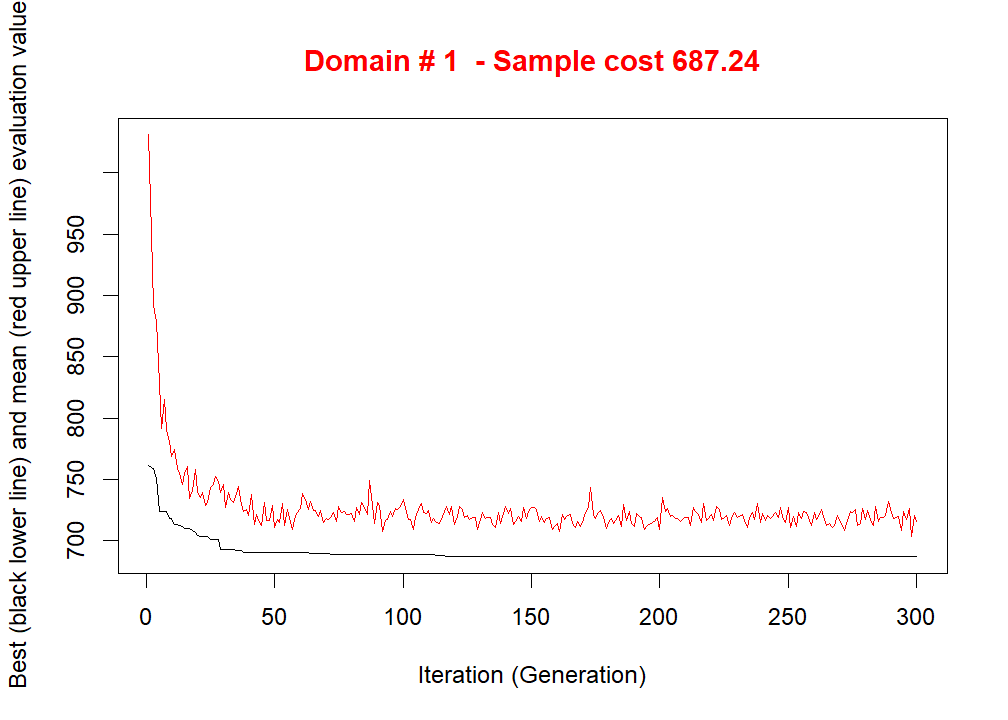 Domain # 1  - Sample cost 687.24
Best (black lower line) and mean (red upper line) evaluation value
950
900
850
800
750
700
0 50 100 150 200 250 300
Iteration (Generation)